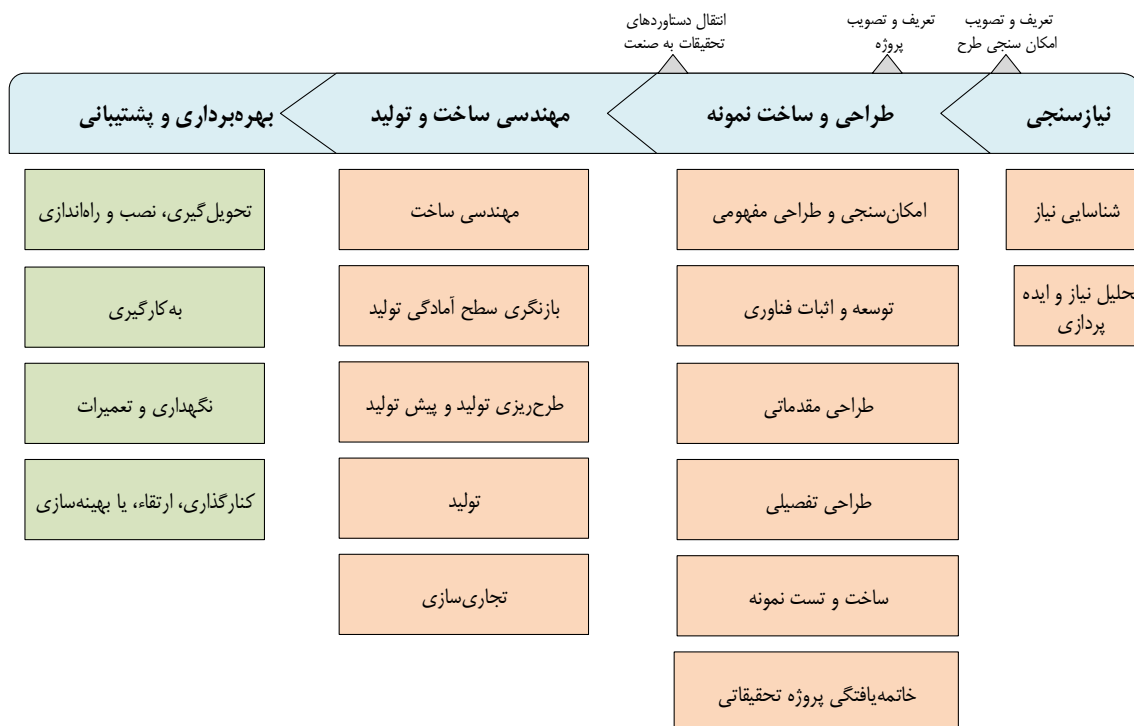 تعریف و تصویب
امکان سنجی طرح
تعریف و تصویب
پروژه
انتقال دستاوردهای
تحقیقات به صنعت
نیازسنجی
طراحی و ساخت نمونه
مهندسی ساخت و تولید
بهره‌برداری و پشتیبانی
شناسایی نیاز
تحلیل نیاز و ایده
پردازی
امکان‌سنجی و طراحی مفهومی
توسعه و اثبات فناوری
طراحی مقدماتی
طراحی تفصیلی
ساخت و تست نمونه
خاتمه‌یافتگی پروژه تحقیقاتی
مهندسی ساخت
بازنگری سطح آمادگی تولید
طرح‌ریزی تولید و پیش تولید
تولید
تجاری‌سازی
تحویل‌گیری، نصب و راه‌اندازی
به‌کارگیری
نگهداری و تعمیرات
کنارگذاری، ارتقاء، یا بهینه‌سازی